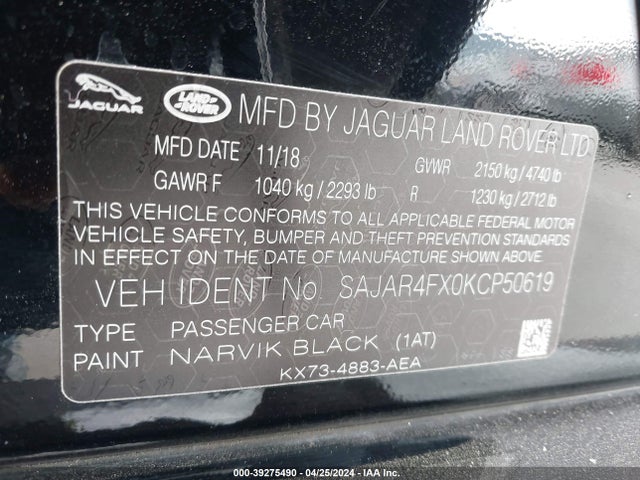 JAGUAR LAND ROVER MFD BY JAGUAR LAND ROVER LTD
MFD DATE 11/18 GVWR 2150 kg / 4740 lb
GAWR F 1040 kg / 2293 lb R 1230 kg / 2712 lb
THIS VEHICLE CONFORMS TO ALL APPLICABLE FEDERAL MOTOR
VEHICLE SAFETY, BUMPER AND THEFT PREVENTION STANDARDS
IN EFFECT ON THE DATE OF MANUFACTURE SHOWN ABOVE.
VEH IDENT No SAJAR4FX0KCP50619
TYPE PASSENGER CAR
PAINT NARVIK BLACK (1AT)
KX73-4883-AEA
000-39275490 - 04/25/2024 - IAA Inc.